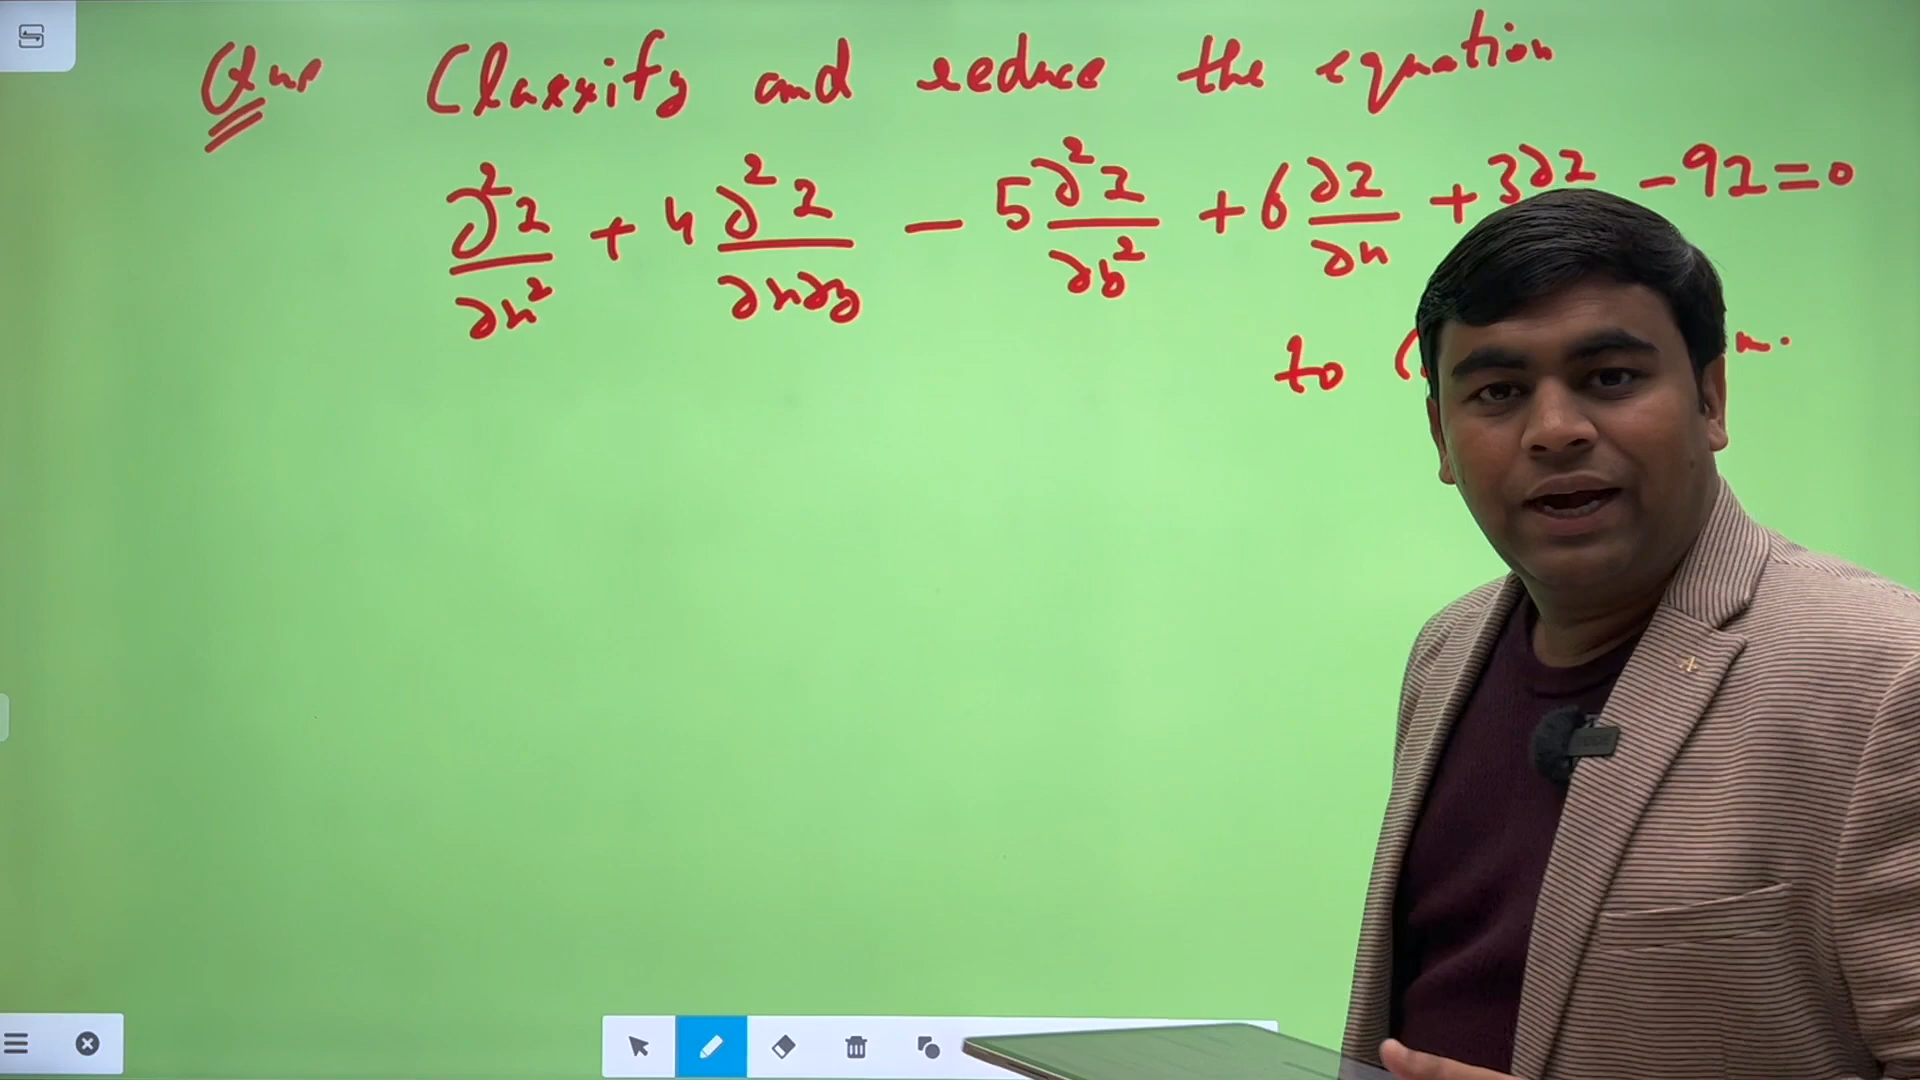 Que Classify and reduce the equation
∂²z/∂x² + 4 ∂²z/∂x∂y − 5 ∂²z/∂y² + 6 ∂z/∂x + 3 ∂z − 9z = 0
to